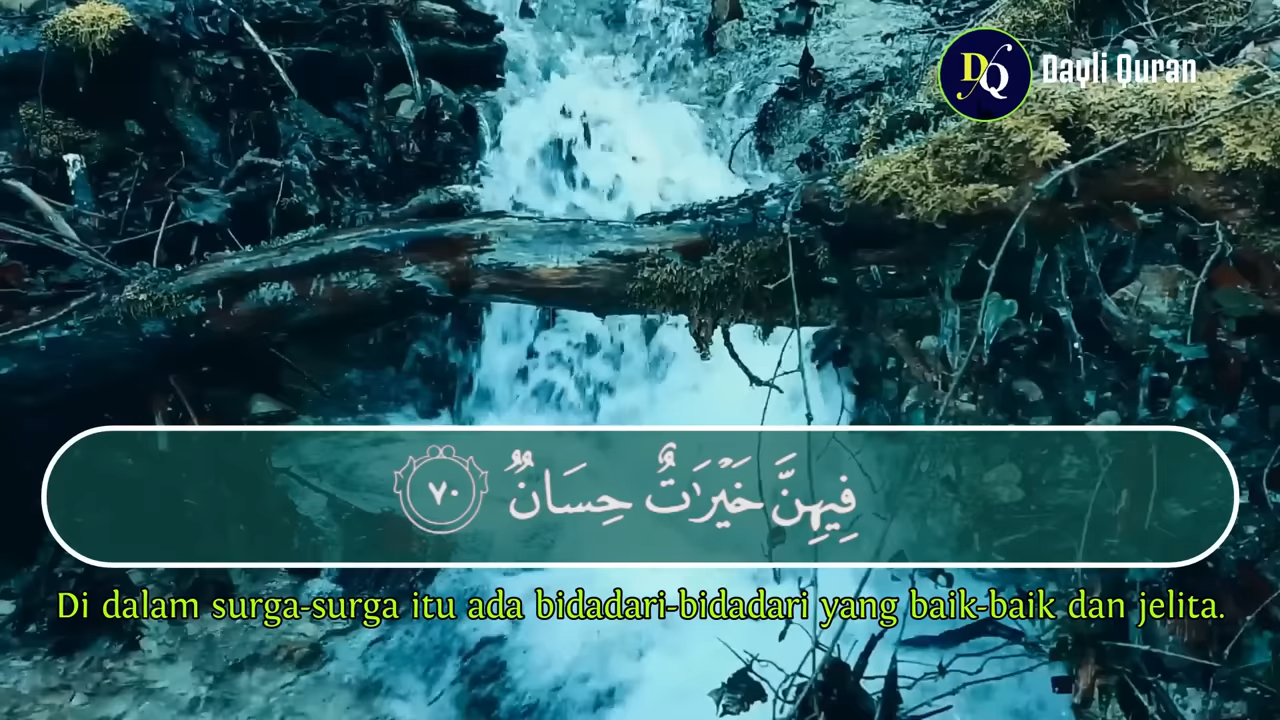 DQ Dayli Quran
فِيهِنَّ خَيْرَٰتٌ حِسَانٌ ٧٠
Di dalam surga-surga itu ada bidadari-bidadari yang baik-baik dan jelita.